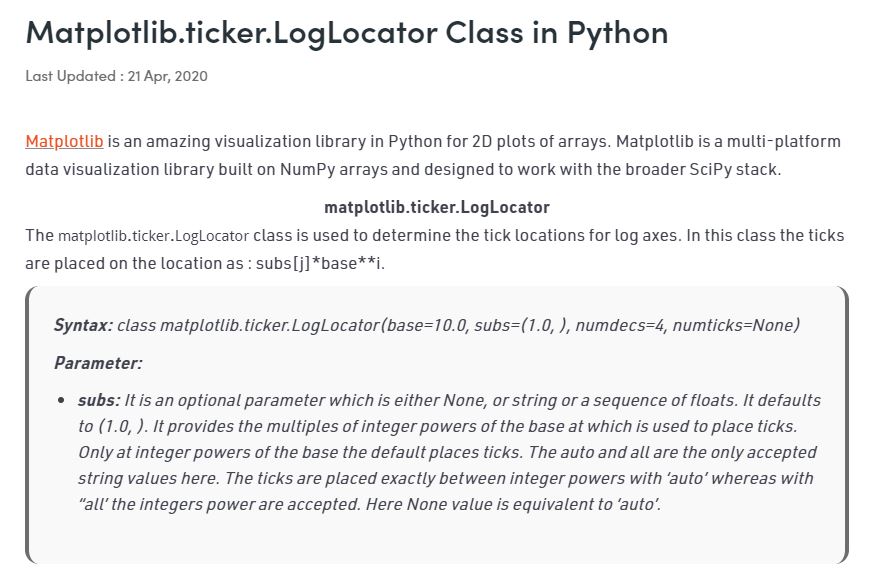 Matplotlib.ticker.LogLocator Class in Python
Last Updated : 21 Apr, 2020
Matplotlib is an amazing visualization library in Python for 2D plots of arrays. Matplotlib is a multi-platform
data visualization library built on NumPy arrays and designed to work with the broader SciPy stack.
matplotlib.ticker.LogLocator
The matplotlib.ticker.LogLocator class is used to determine the tick locations for log axes. In this class the ticks
are placed on the location as : subs[j]*base**i.
Syntax: class matplotlib.ticker.LogLocator(base=10.0, subs=(1.0, ), numdecs=4, numticks=None)
Parameter:
• subs: It is an optional parameter which is either None, or string or a sequence of floats. It defaults
to (1.0, ). It provides the multiples of integer powers of the base at which is used to place ticks.
Only at integer powers of the base the default places ticks. The auto and all are the only accepted
string values here. The ticks are placed exactly between integer powers with ‘auto’ whereas with
“all’ the integers power are accepted. Here None value is equivalent to ‘auto’.